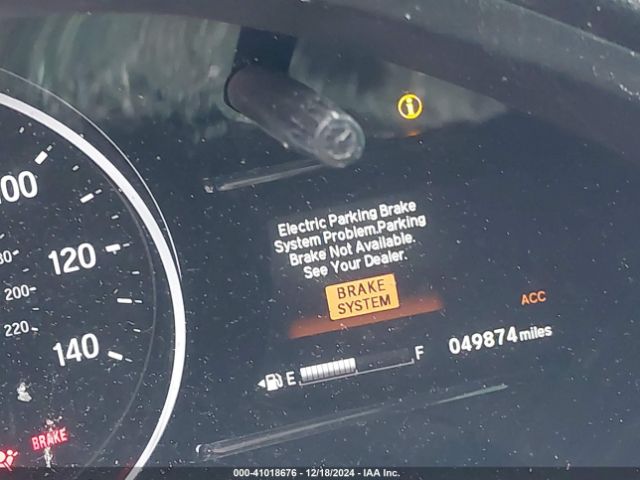 Electric Parking Brake
System Problem.Parking
Brake Not Available.
See Your Dealer.
BRAKE
SYSTEM
ACC
E
F
049874 miles
120
200
220
140
BRAKE
000-41018676 - 12/18/2024 - IAA Inc.